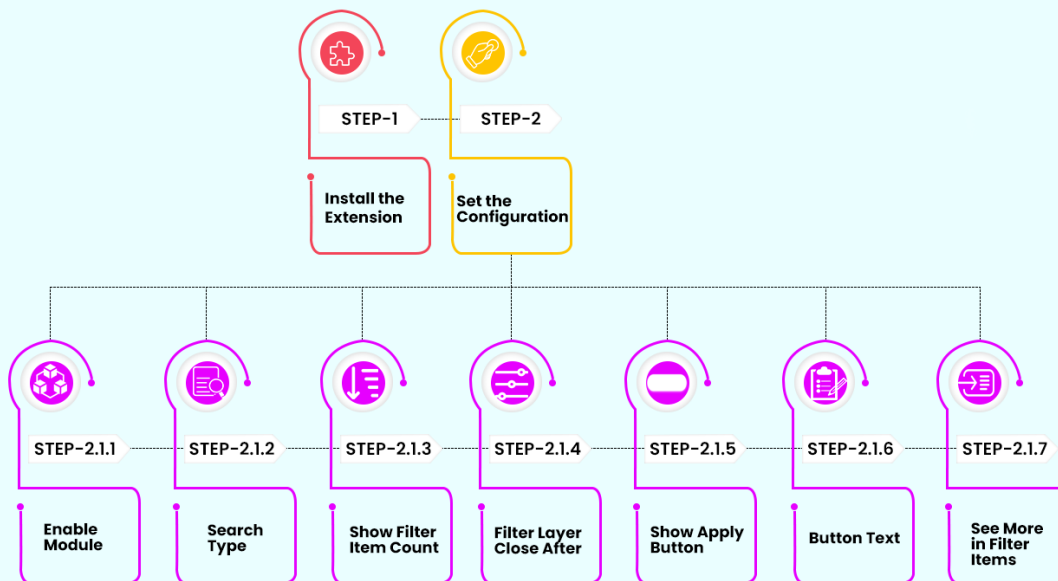 STEP-1
STEP-2
Install the
Extension
Set the
Configuration
STEP-2.1.1
STEP-2.1.2
STEP-2.1.3
STEP-2.1.4
STEP-2.1.5
STEP-2.1.6
STEP-2.1.7
Enable
Module
Search
Type
Show Filter
Item Count
Filter Layer
Close After
Show Apply
Button
Button Text
See More
in Filter
Items